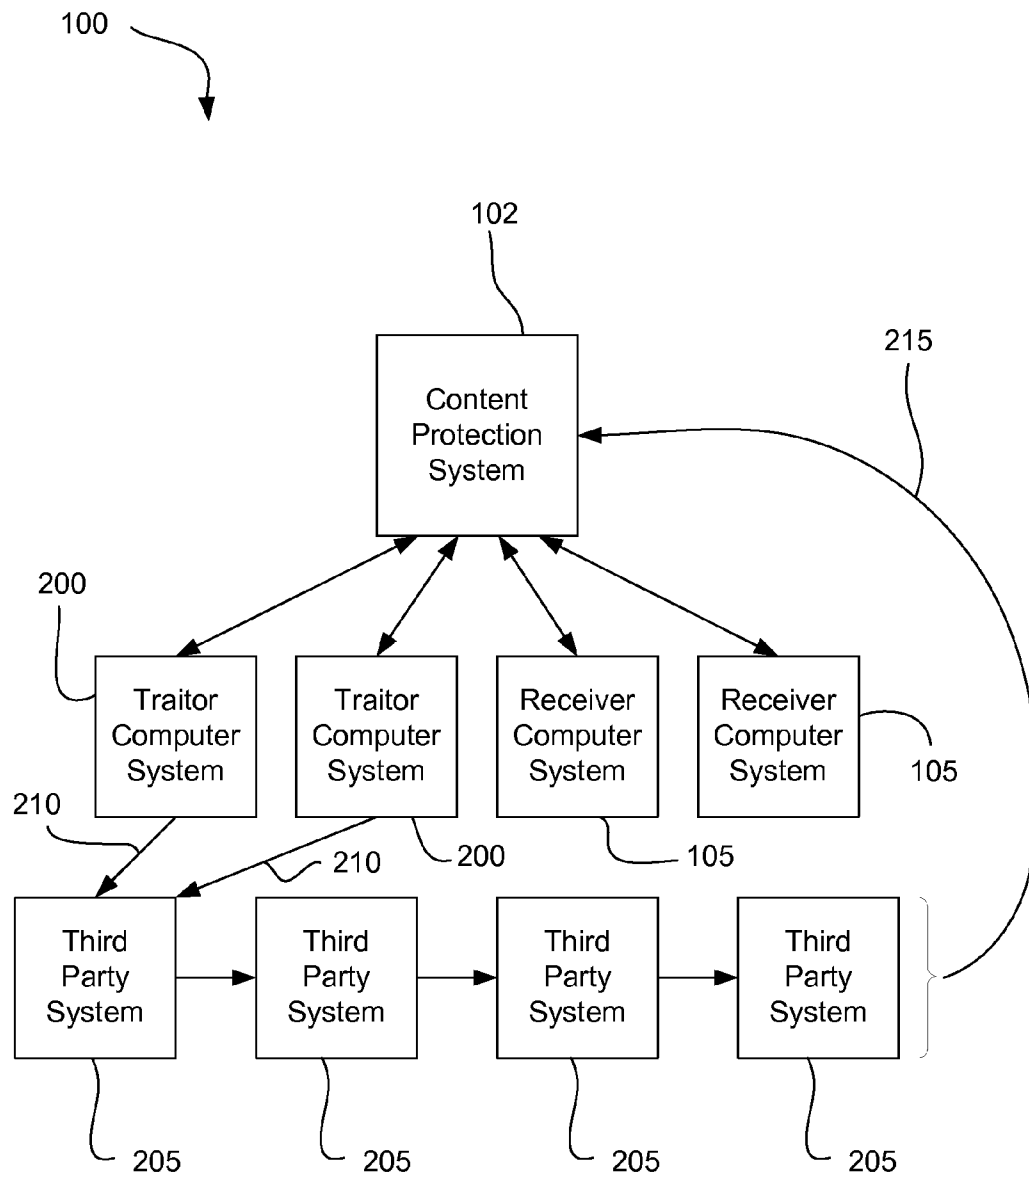 100
102
215
Content
Protection
System
200
Traitor
Computer
System
Traitor
Computer
System
Receiver
Computer
System
Receiver
Computer
System
105
210
210
200
105
Third
Party
System
Third
Party
System
Third
Party
System
Third
Party
System
205
205
205
205